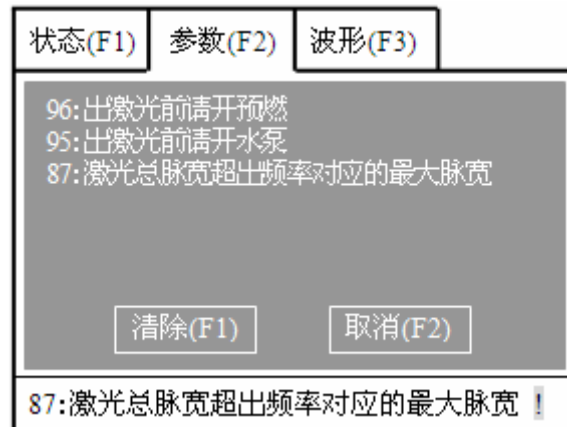 状态(F1) 参数(F2) 波形(F3)
96:出激光前请开预燃
95:出激光前请开水泵
87:激光总脉宽超出频率对应的最大脉宽
清除(F1) 取消(F2)
87:激光总脉宽超出频率对应的最大脉宽 !